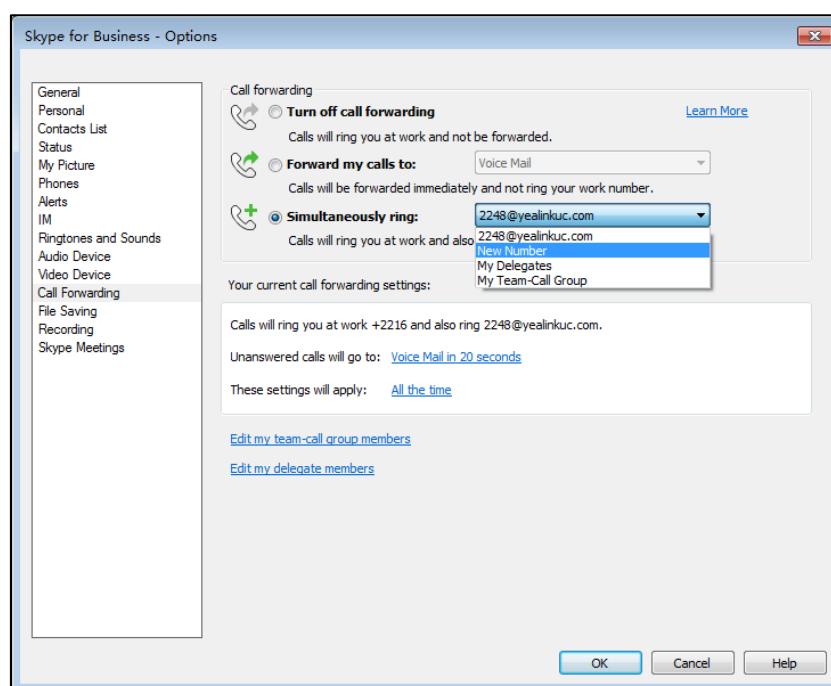 Skype for Business - Options
General
Personal
Contacts List
Status
My Picture
Phones
Alerts
IM
Ringtones and Sounds
Audio Device
Video Device
Call Forwarding
File Saving
Recording
Skype Meetings
Call forwarding
Turn off call forwarding
Learn More
Calls will ring you at work and not be forwarded.
Forward my calls to:
Voice Mail
Calls will be forwarded immediately and not ring your work number.
Simultaneously ring:
2248@yealinkuc.com
Calls will ring you at work and also
2248@yealinkuc.com
New Number
My Delegates
My Team-Call Group
Your current call forwarding settings:
Calls will ring you at work +2216 and also ring 2248@yealinkuc.com.
Unanswered calls will go to: Voice Mail in 20 seconds
These settings will apply: All the time
Edit my team-call group members
Edit my delegate members
OK
Cancel
Help